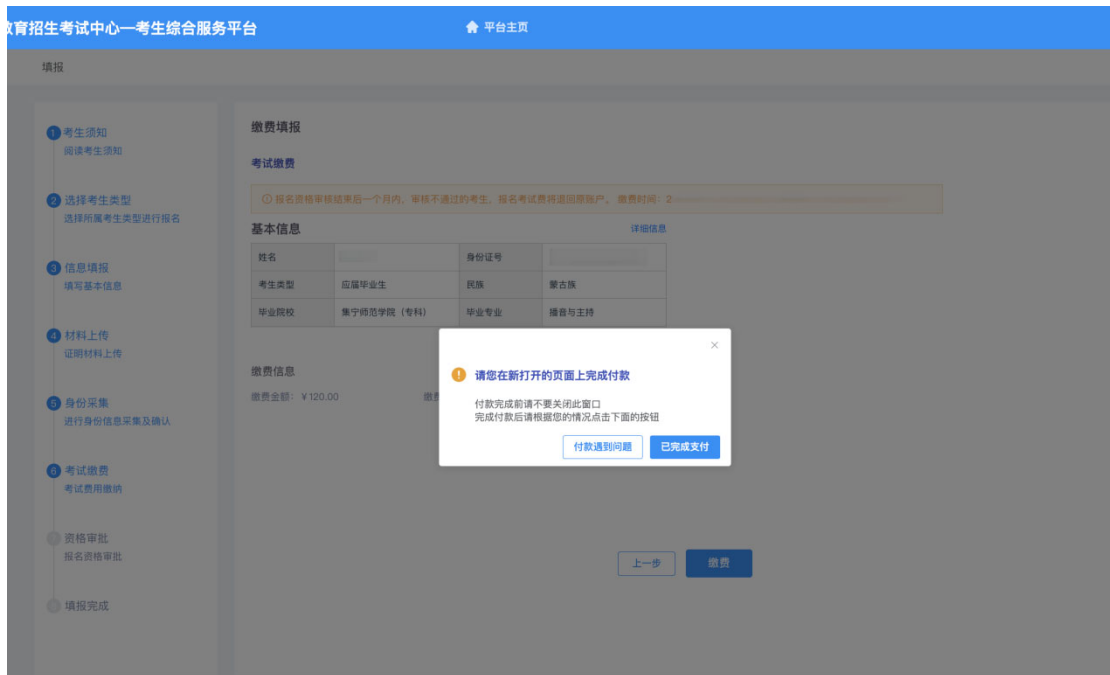 教育招生考试中心—考生综合服务平台
平台主页
填报
1 考生须知
阅读考生须知
2 选择考生类型
选择所属考生类型进行报名
3 信息填报
填写基本信息
4 材料上传
证明材料上传
5 身份采集
进行身份信息采集及确认
6 考试缴费
考试费用缴纳
资格审批
报名资格审批
填报完成
缴费填报
考试缴费
报名资格审核结束后一个月内，审核不通过的考生，报名考试费将退回原账户。 缴费时间：2
基本信息
详细信息
姓名 身份证号
考生类型 应届毕业生 民族 蒙古族
毕业院校 集宁师范学院（专科） 毕业专业 播音与主持
缴费信息
缴费金额：￥120.00 缴费
请您在新打开的页面上完成付款
付款完成前请不要关闭此窗口
完成付款后请根据您的情况点击下面的按钮
付款遇到问题 已完成支付
上一步 缴费